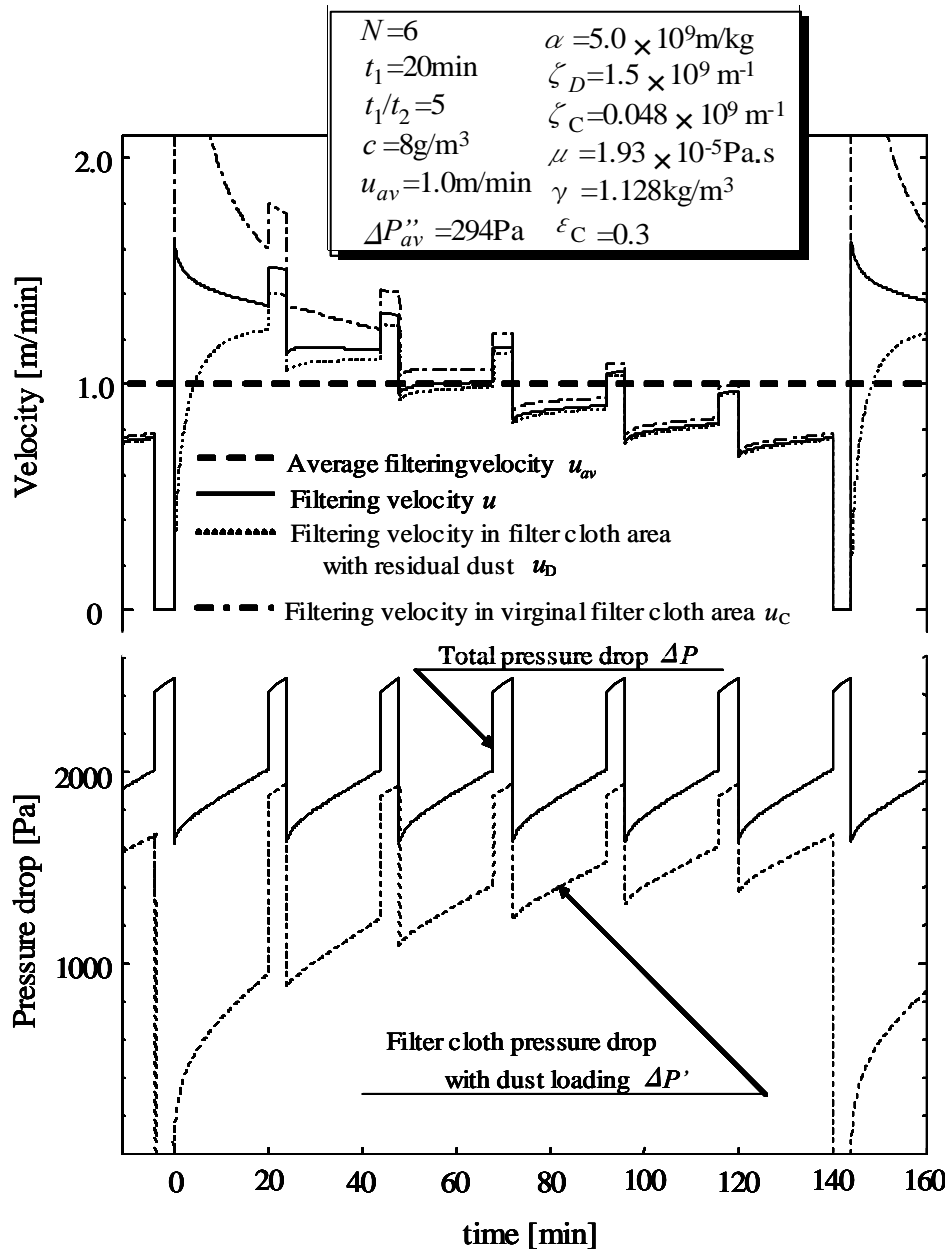 N=6
t₁=20min
t₁/t₂=5
c=8g/m³
u_av=1.0m/min
ΔP''_av=294Pa
α=5.0×10⁹m/kg
ζ_D=1.5×10⁹ m⁻¹
ζ_C=0.048×10⁹ m⁻¹
μ=1.93×10⁻⁵Pa.s
γ=1.128kg/m³
ε_C=0.3
Velocity [m/min]
2.0
1.0
0
Average filteringvelocity u_av
Filtering velocity u
Filtering velocity in filter cloth area
with residual dust u_D
Filtering velocity in virginal filter cloth area u_C
Total pressure drop ΔP
Pressure drop [Pa]
2000
1000
Filter cloth pressure drop
with dust loading ΔP'
0 20 40 60 80 100 120 140 160
time [min]